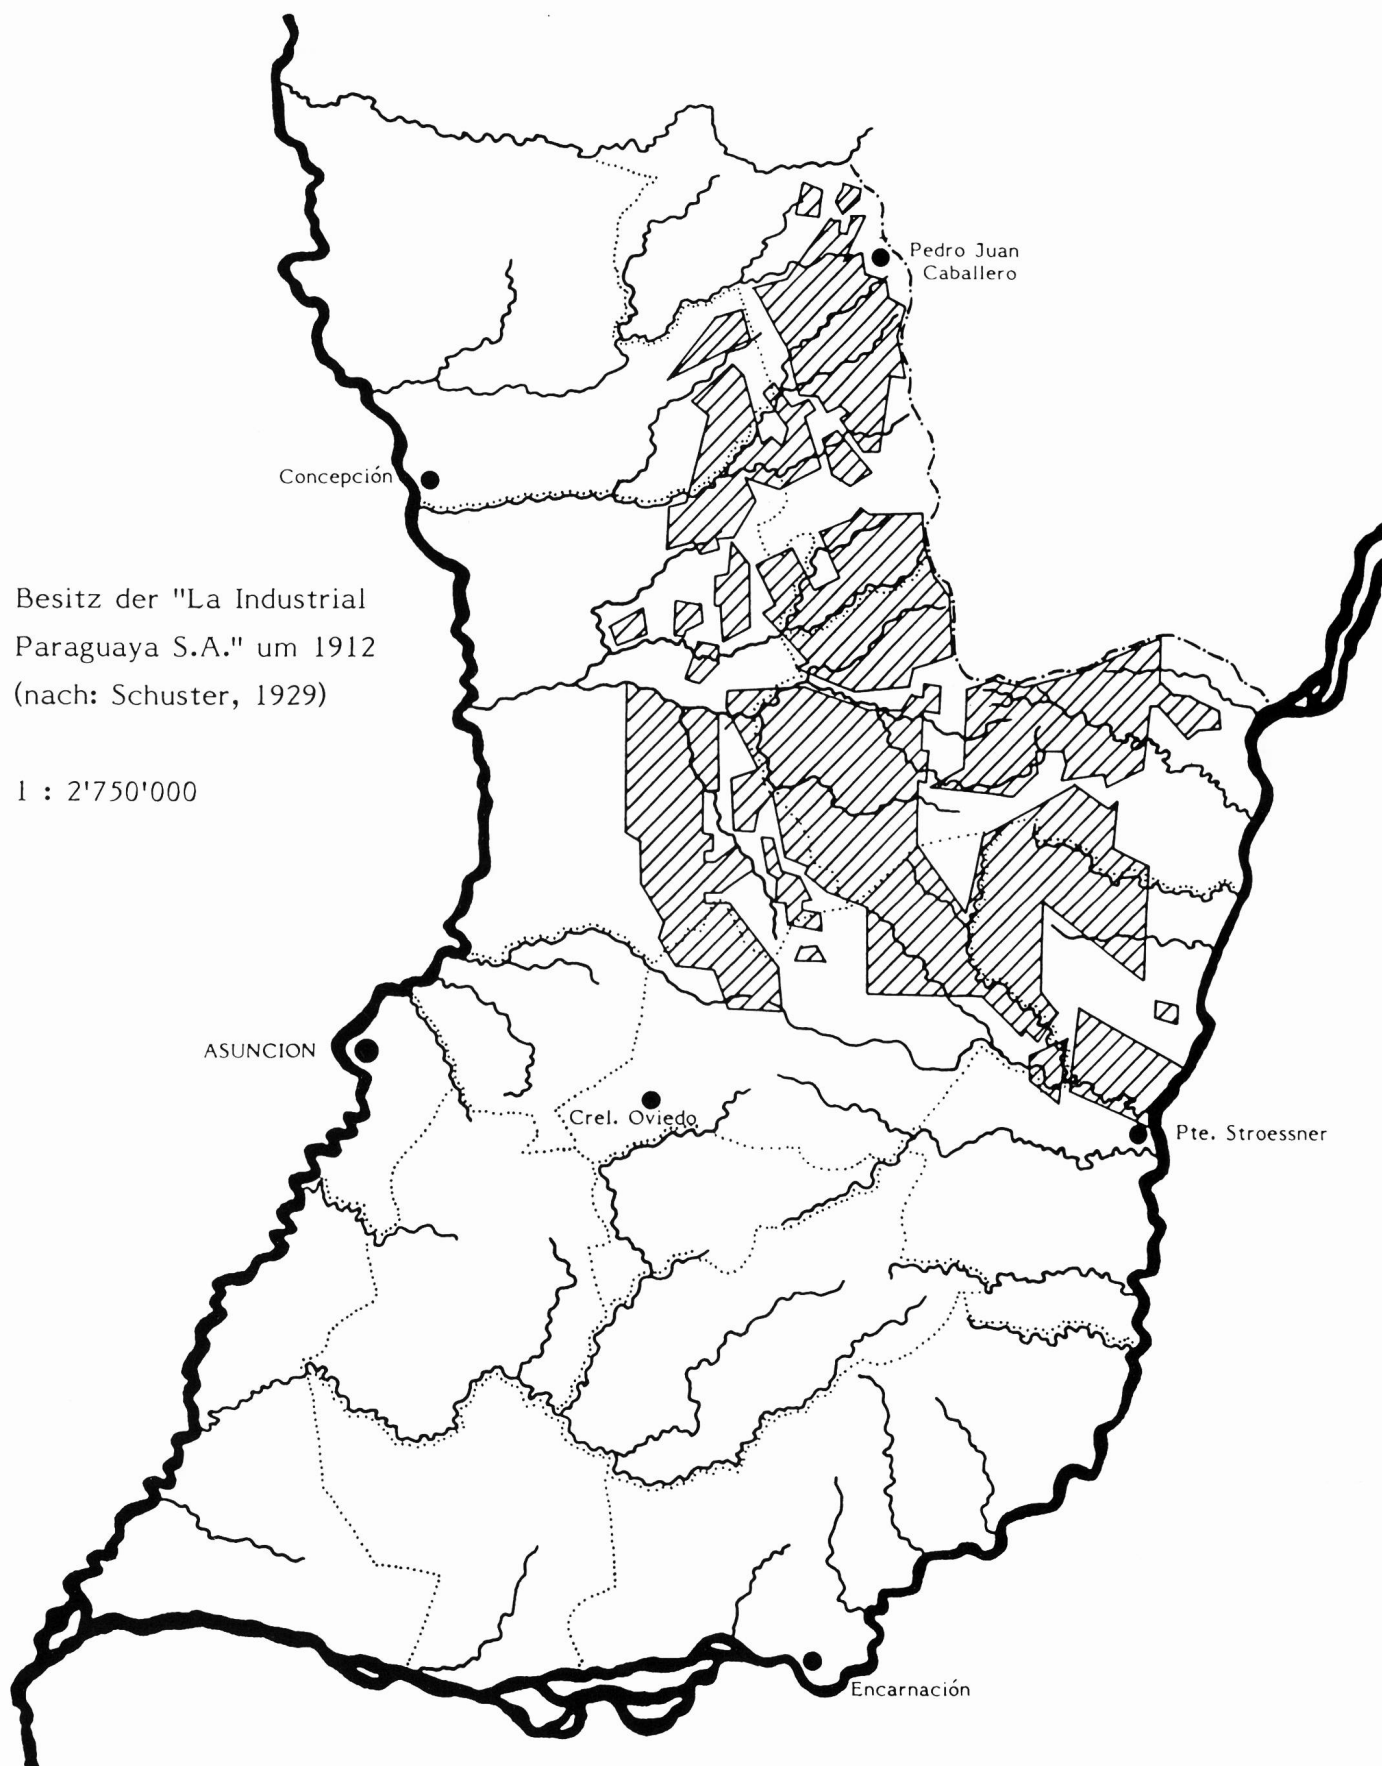 Pedro Juan
Caballero
Concepción
Besitz der "La Industrial
Paraguaya S.A." um 1912
(nach: Schuster, 1929)
1 : 2'750'000
ASUNCION
Crel. Oviedo
Pte. Stroessner
Encarnación